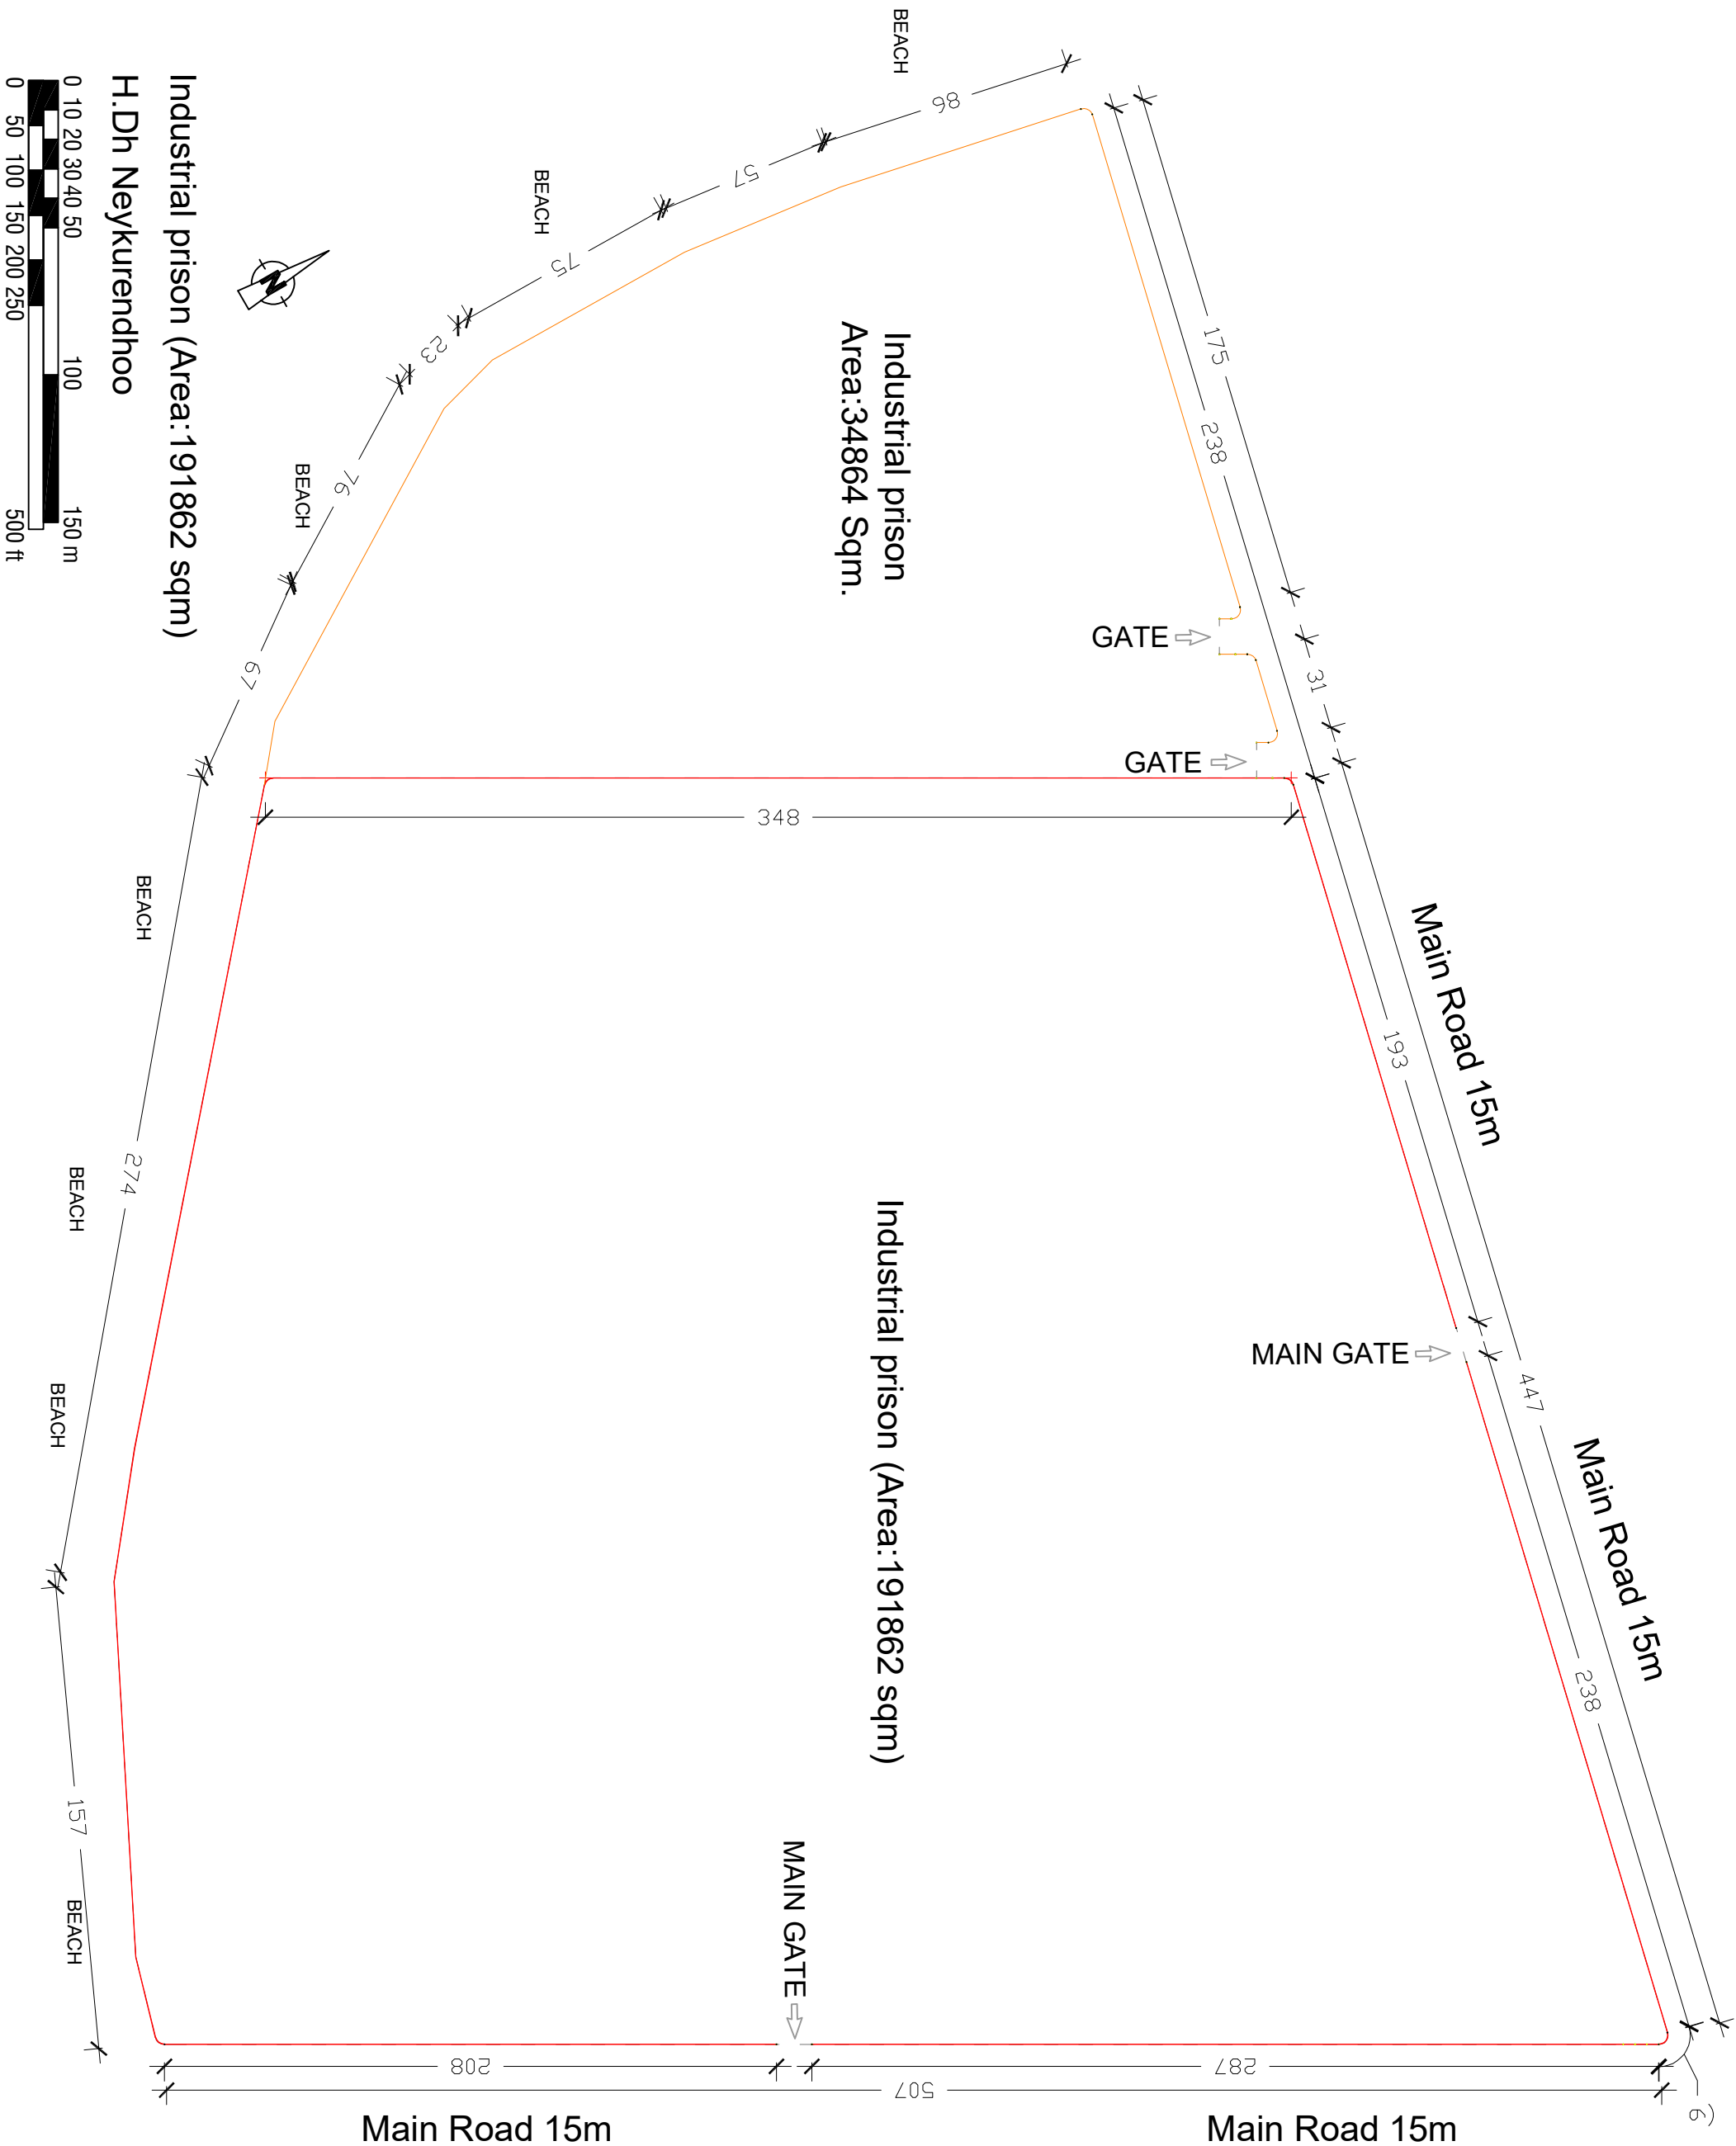 BEACH
86
57
BEACH
75
23
76
BEACH
67
175
238
31
Industrial prison
Area:34864 Sqm.
GATE
GATE
348
Industrial prison (Area:191862 sqm)
H.Dh Neykurendhoo
N
0 10 20 30 40 50 100 150 m
0 50 100 150 200 250 500 ft
BEACH
274
BEACH
BEACH
157
BEACH
Main Road 15m
193
447
MAIN GATE
Main Road 15m
238
Industrial prison (Area:191862 sqm)
MAIN GATE
208
287
507
Main Road 15m
Main Road 15m